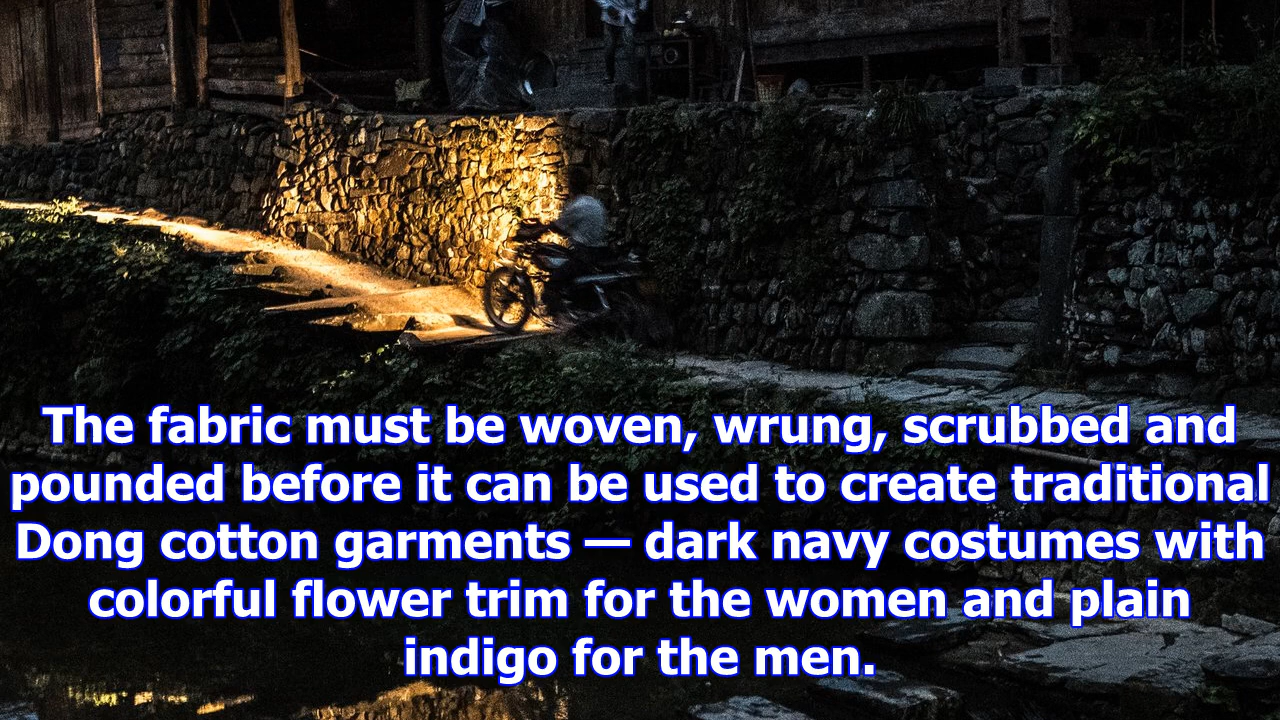 The fabric must be woven, wrung, scrubbed and
pounded before it can be used to create traditional
Dong cotton garments — dark navy costumes with
colorful flower trim for the women and plain
indigo for the men.